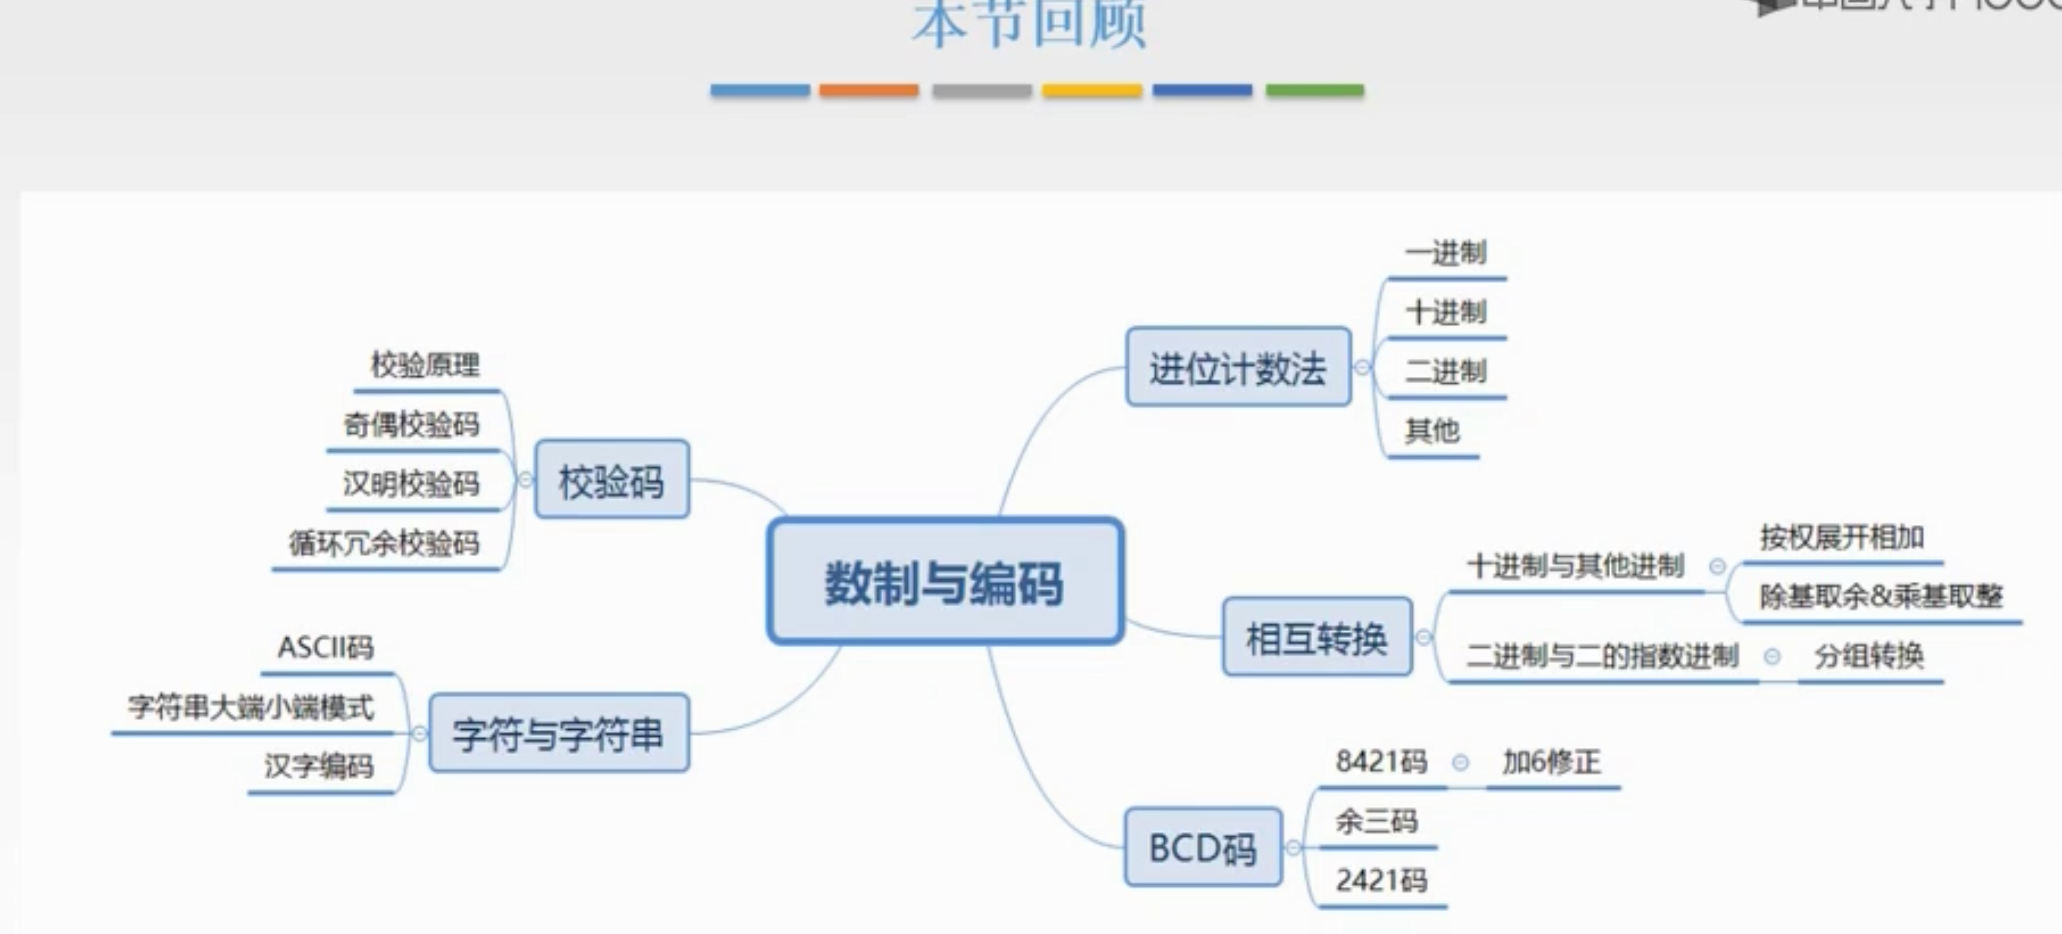 本节回顾
一进制
十进制
二进制
其他
进位计数法
校验原理
奇偶校验码
汉明校验码
循环冗余校验码
校验码
数制与编码
按权展开相加
十进制与其他进制
除基取余&乘基取整
相互转换
二进制与二的指数进制
分组转换
ASCII码
字符串大端小端模式
汉字编码
字符与字符串
8421码
加6修正
余三码
2421码
BCD码